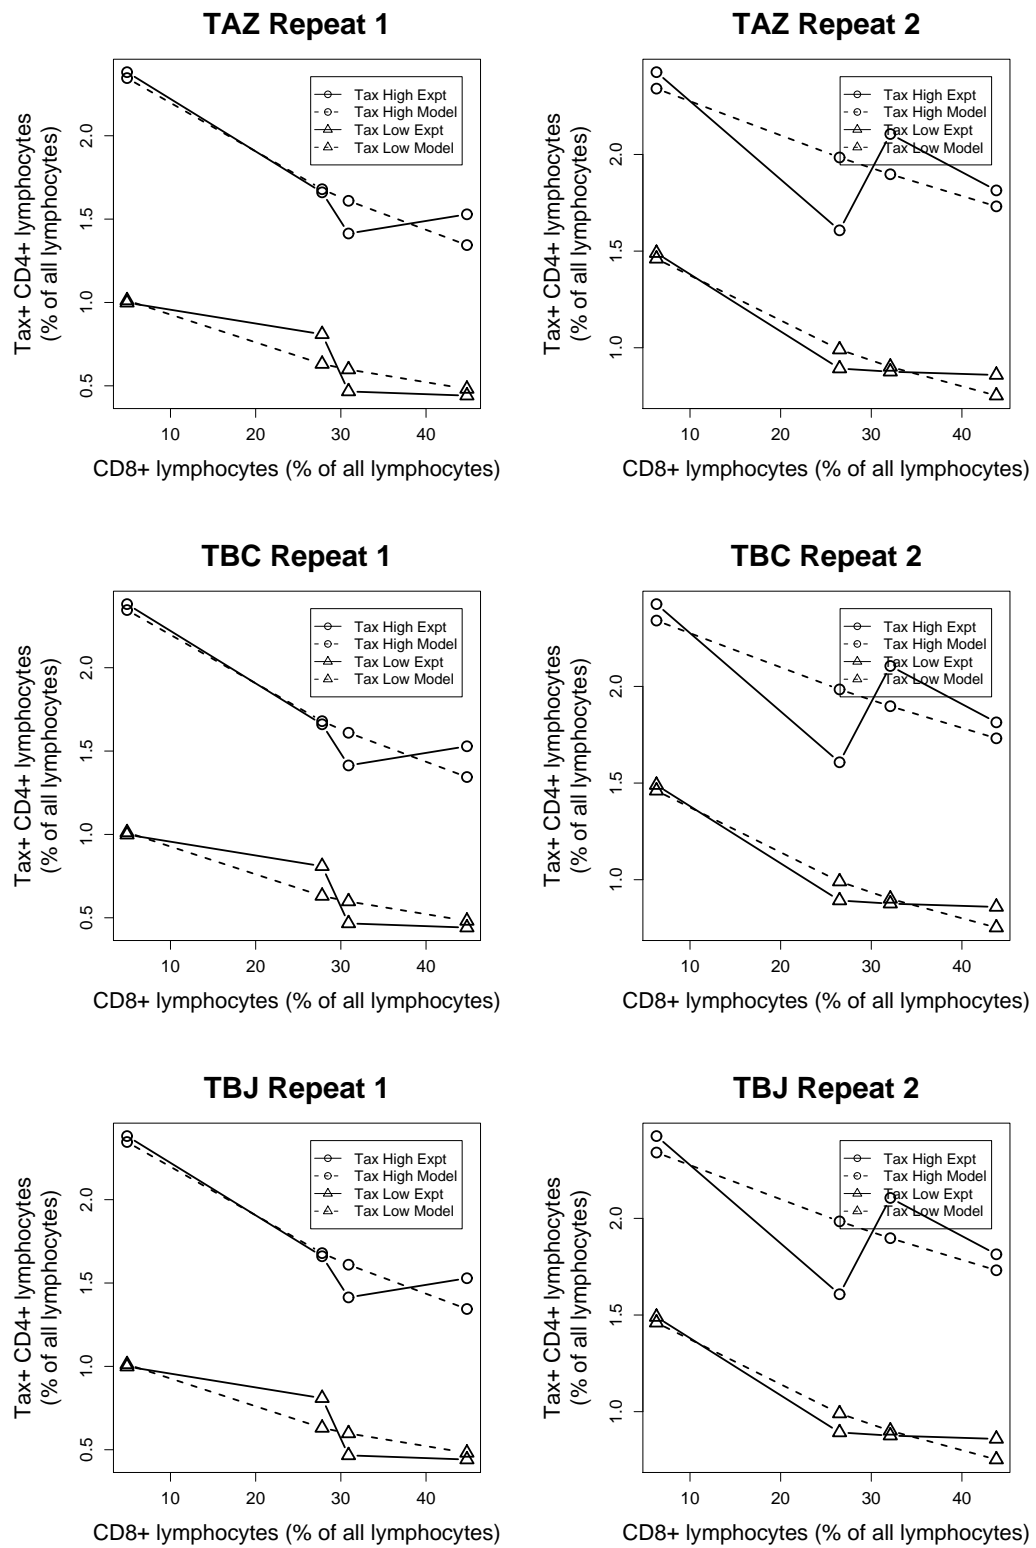 TAZ Repeat 1
Tax+ CD4+ lymphocytes
(% of all lymphocytes)
2.0
1.5
1.0
0.5
Tax High Expt
Tax High Model
Tax Low Expt
Tax Low Model
10 20 30 40
CD8+ lymphocytes (% of all lymphocytes)
TAZ Repeat 2
Tax+ CD4+ lymphocytes
(% of all lymphocytes)
2.0
1.5
1.0
Tax High Expt
Tax High Model
Tax Low Expt
Tax Low Model
10 20 30 40
CD8+ lymphocytes (% of all lymphocytes)
TBC Repeat 1
Tax+ CD4+ lymphocytes
(% of all lymphocytes)
2.0
1.5
1.0
0.5
Tax High Expt
Tax High Model
Tax Low Expt
Tax Low Model
10 20 30 40
CD8+ lymphocytes (% of all lymphocytes)
TBC Repeat 2
Tax+ CD4+ lymphocytes
(% of all lymphocytes)
2.0
1.5
1.0
Tax High Expt
Tax High Model
Tax Low Expt
Tax Low Model
10 20 30 40
CD8+ lymphocytes (% of all lymphocytes)
TBJ Repeat 1
Tax+ CD4+ lymphocytes
(% of all lymphocytes)
2.0
1.5
1.0
0.5
Tax High Expt
Tax High Model
Tax Low Expt
Tax Low Model
10 20 30 40
CD8+ lymphocytes (% of all lymphocytes)
TBJ Repeat 2
Tax+ CD4+ lymphocytes
(% of all lymphocytes)
2.0
1.5
1.0
Tax High Expt
Tax High Model
Tax Low Expt
Tax Low Model
10 20 30 40
CD8+ lymphocytes (% of all lymphocytes)